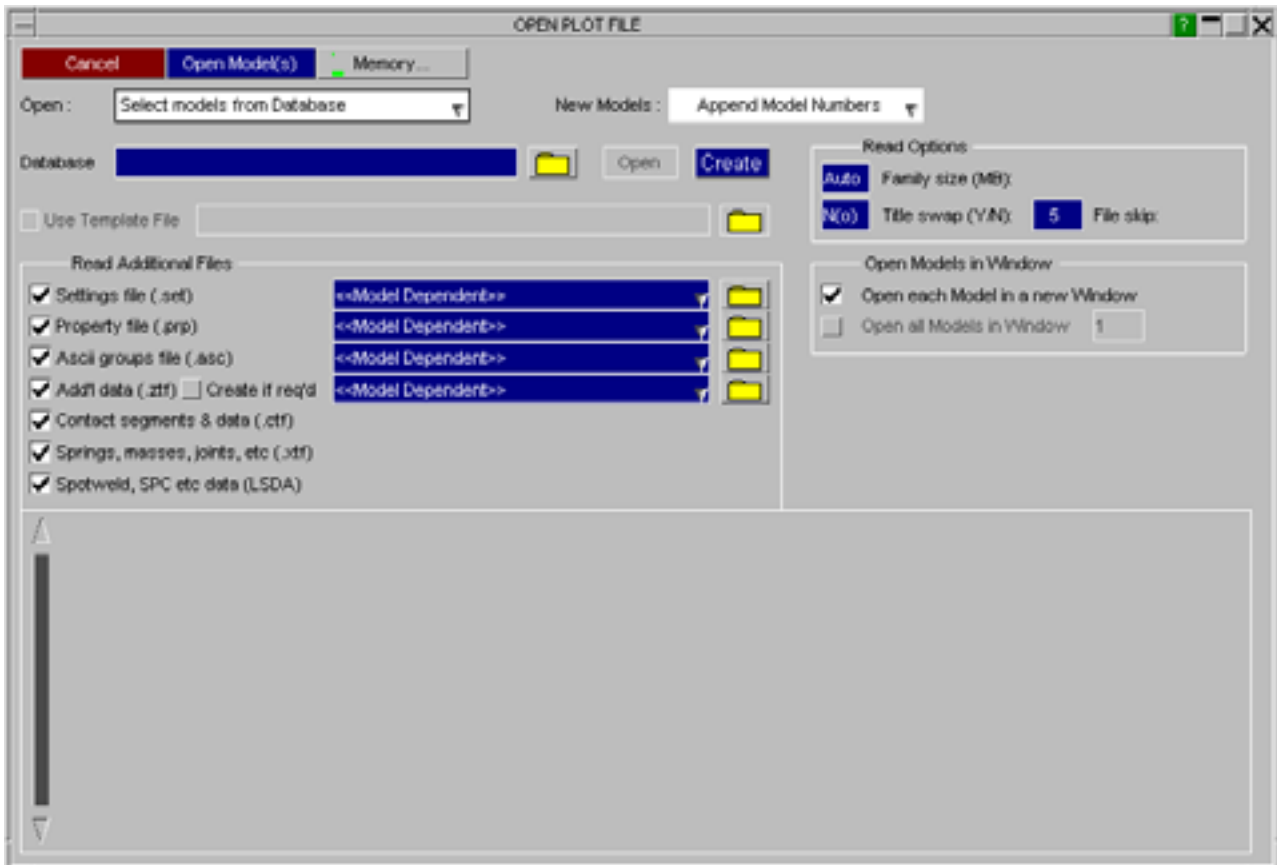 OPEN PLOT FILE
?
Cancel Open Model(s) Memory...
Open : Select models from Database New Models : Append Model Numbers
Database Open Create
Use Template File
Read Options
Auto Family size (MB):
N(o) Title swap (Y/N): 5 File skip:
Read Additional Files
Settings file (.set) <<Model Dependent>>
Property file (.prp) <<Model Dependent>>
Ascii groups file (.asc) <<Model Dependent>>
Add'l data (.ztf) Create if req'd <<Model Dependent>>
Contact segments & data (.ctf)
Springs, masses, joints, etc (.xtf)
Spotweld, SPC etc data (LSDA)
Open Models in Window
Open each Model in a new Window
Open all Models in Window 1